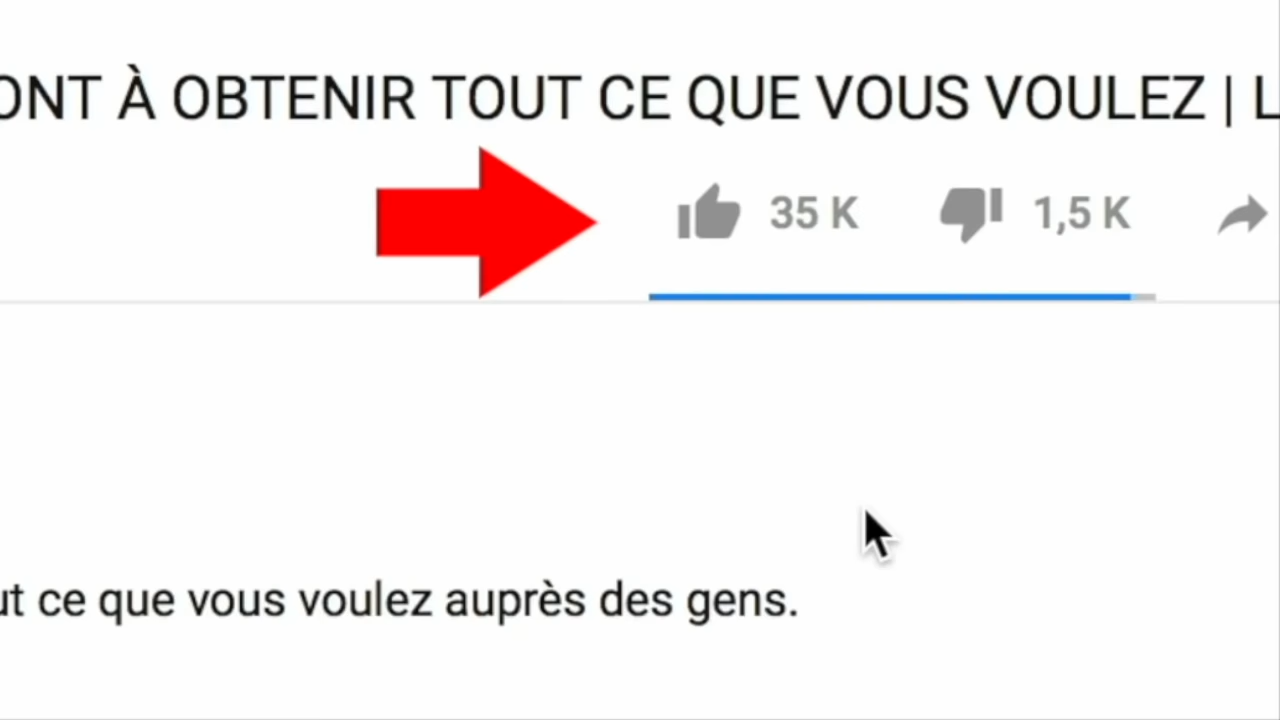 ONT À OBTENIR TOUT CE QUE VOUS VOULEZ | L
35 K 1,5 K
ut ce que vous voulez auprès des gens.